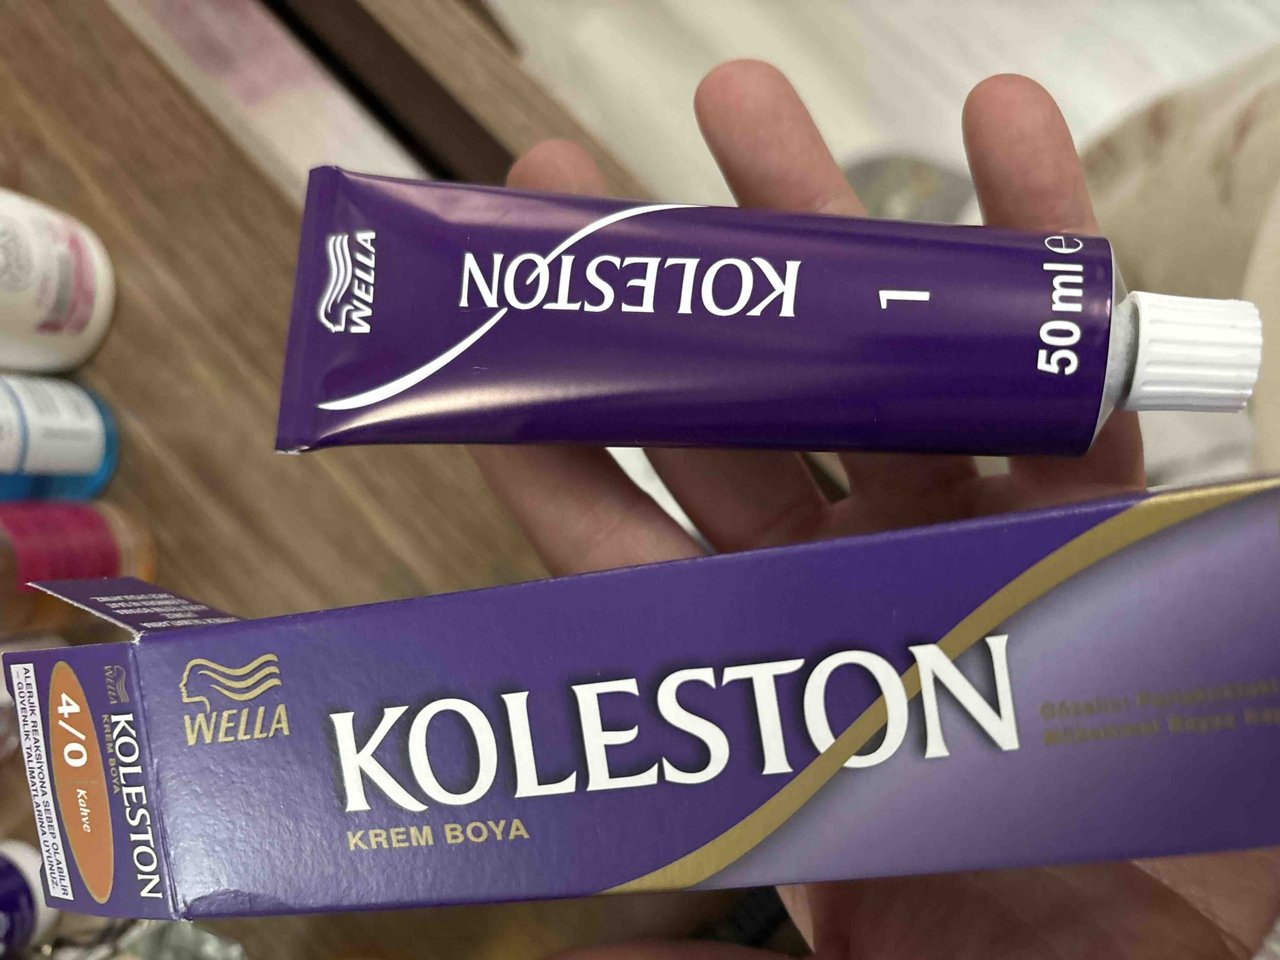 WELLA
KOLESTON
1
50 ml e
WELLA
KOLESTON
KREM BOYA
WELLA
KOLESTON
KREM BOYA
4/0 Kahve
ALERJİK REAKSİYONA SEBEP OLABİLİR
- GÜVENLİK TALİMATLARINA UYUNUZ.